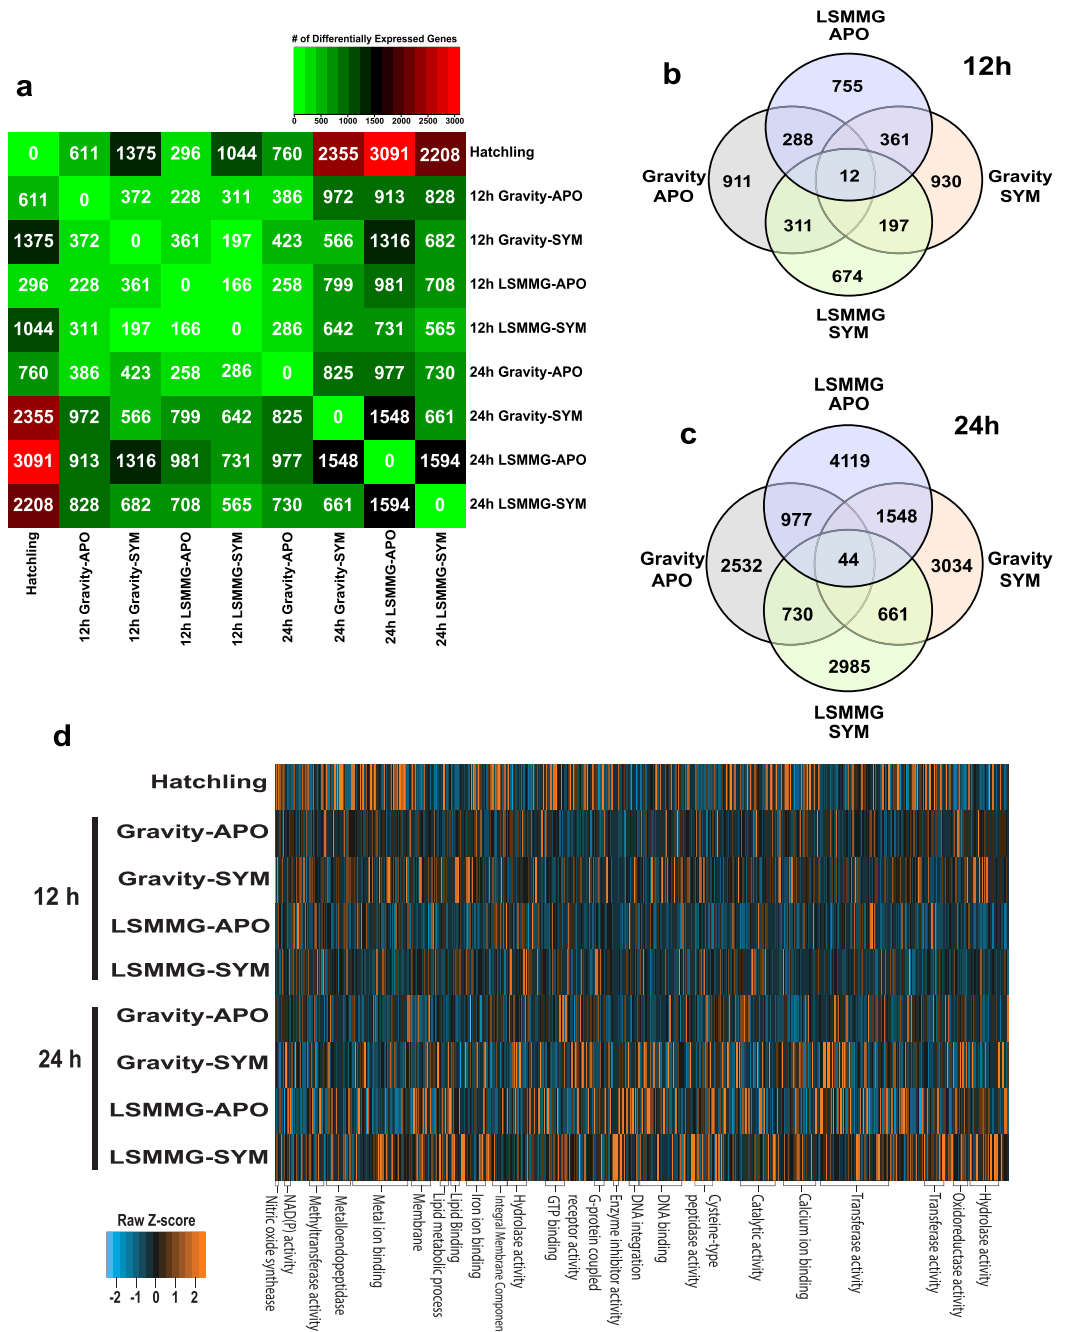 a
# of Differentially Expressed Genes
0 500 1000 1500 2000 2500 3000
0 611 1375 296 1044 760 2355 3091 2208 Hatchling
611 0 372 228 311 386 972 913 828 12h Gravity-APO
1375 372 0 361 197 423 566 1316 682 12h Gravity-SYM
296 228 361 0 166 258 799 981 708 12h LSMMG-APO
1044 311 197 166 0 286 642 731 565 12h LSMMG-SYM
760 386 423 258 286 0 825 977 730 24h Gravity-APO
2355 972 566 799 642 825 0 1548 661 24h Gravity-SYM
3091 913 1316 981 731 977 1548 0 1594 24h LSMMG-APO
2208 828 682 708 565 730 661 1594 0 24h LSMMG-SYM
Hatchling
12h Gravity-APO
12h Gravity-SYM
12h LSMMG-APO
12h LSMMG-SYM
24h Gravity-APO
24h Gravity-SYM
24h LSMMG-APO
24h LSMMG-SYM
b
12h
LSMMG
APO
755
288 361
Gravity
APO
911
12
930
Gravity
SYM
311 197
674
LSMMG
SYM
c
24h
LSMMG
APO
4119
977 1548
Gravity
APO
2532
44
3034
Gravity
SYM
730 661
2985
LSMMG
SYM
d
Hatchling
12 h
Gravity-APO
Gravity-SYM
LSMMG-APO
LSMMG-SYM
24 h
Gravity-APO
Gravity-SYM
LSMMG-APO
LSMMG-SYM
Nitric oxide synthease
NAD(P) activity
Methyltransferase activity
Metalloendopeptidase
Metal ion binding
Membrane
Lipid metabolic process
Lipid Binding
Iron ion binding
Integral Membrane Componen
Hydrolase activity
GTP binding
receptor activity
G-protein coupled
Enzyme inhibitor activity
DNA integration
DNA binding
peptidase activity
Cysteine-type
Catalytic activity
Calcium ion binding
Transferase activity
Transferase activity
Oxidoreductase activity
Hydrolase activity
Raw Z-score
-2 -1 0 1 2